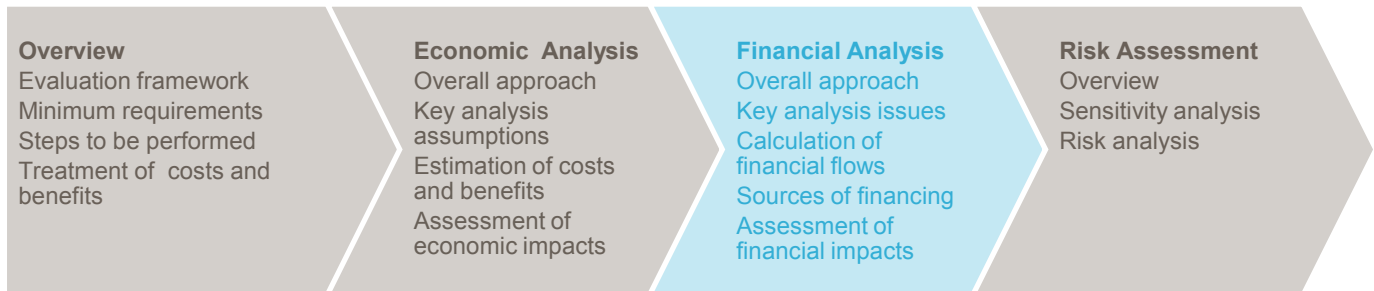 Overview
Evaluation framework
Minimum requirements
Steps to be performed
Treatment of costs and
benefits
Economic Analysis
Overall approach
Key analysis
assumptions
Estimation of costs
and benefits
Assessment of
economic impacts
Financial Analysis
Overall approach
Key analysis issues
Calculation of
financial flows
Sources of financing
Assessment of
financial impacts
Risk Assessment
Overview
Sensitivity analysis
Risk analysis